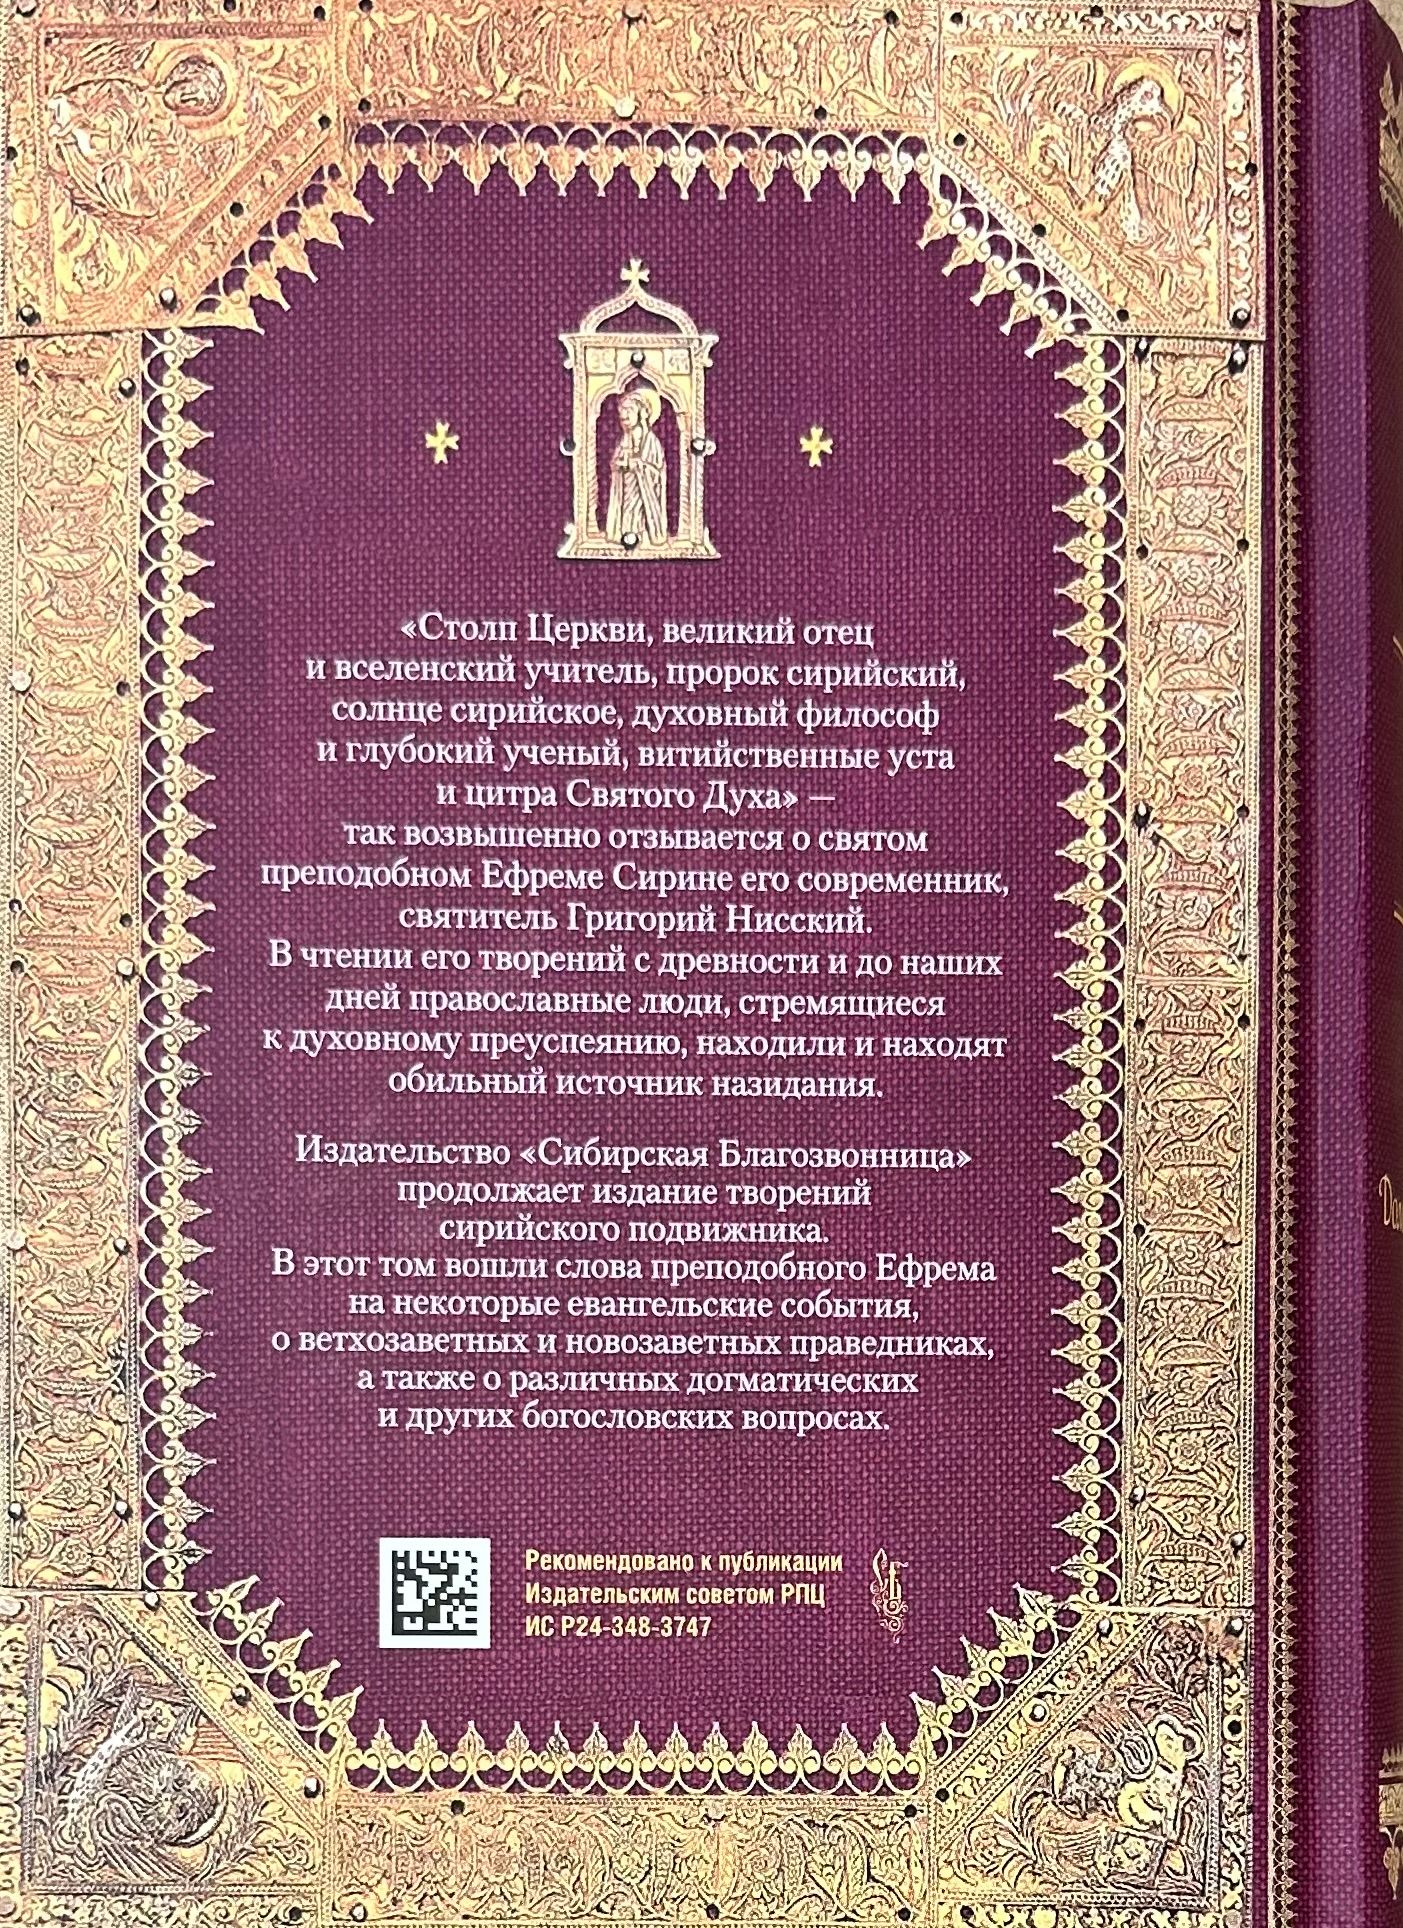 «Столп Церкви, великий отец
и вселенский учитель, пророк сирийский,
солнце сирийское, духовный философ
и глубокий ученый, витийственные уста
и цитра Святого Духа» —
так возвышенно отзывается о святом
преподобном Ефреме Сирине его современник,
святитель Григорий Нисский.
В чтении его творений с древности и до наших
дней православные люди, стремящиеся
к духовному преуспеянию, находили и находят
обильный источник назидания.
Издательство «Сибирская Благозвонница»
продолжает издание творений
сирийского подвижника.
В этот том вошли слова преподобного Ефрема
на некоторые евангельские события,
о ветхозаветных и новозаветных праведниках,
а также о различных догматических
и других богословских вопросах.
Рекомендовано к публикации
Издательским советом РПЦ
ИС Р24-348-3747